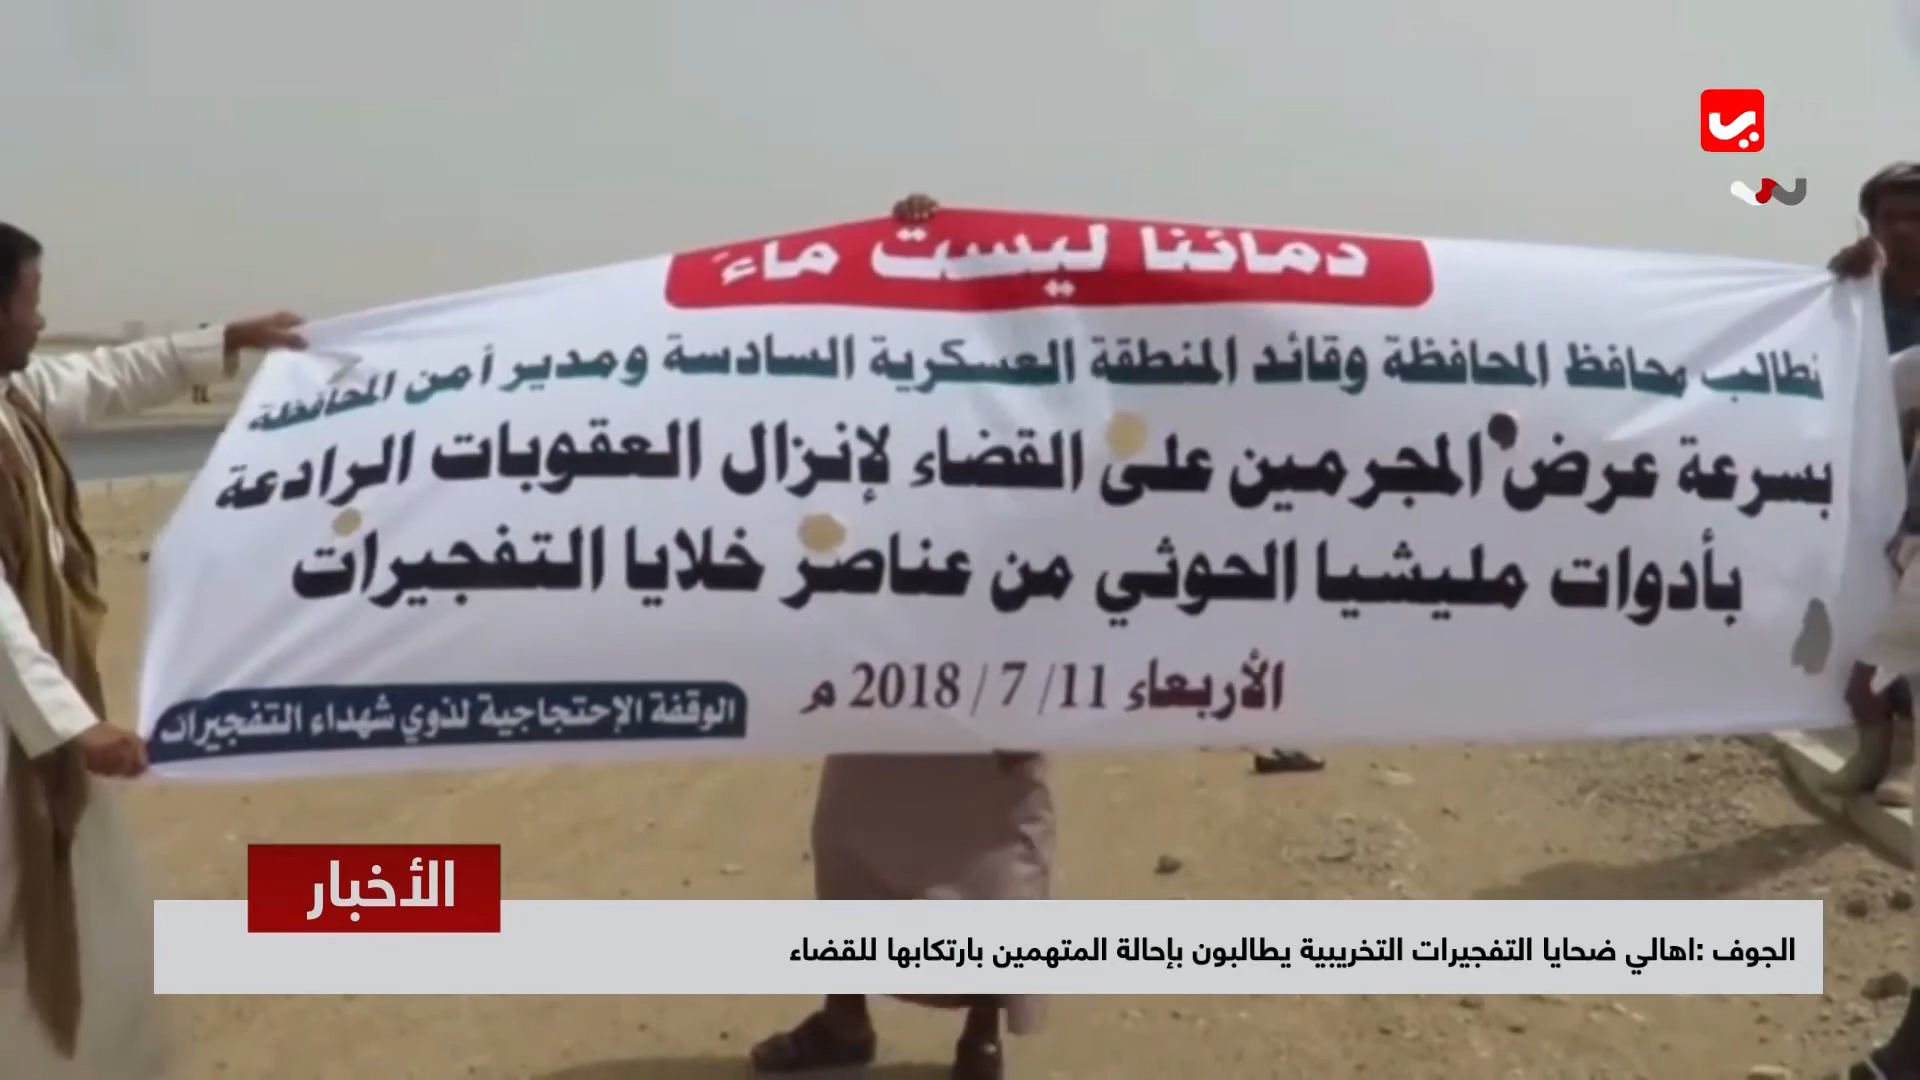 دمائنا ليست ماءً
نطالب محافظ المحافظة وقائد المنطقة العسكرية السادسة ومدير أمن المحافظة
بسرعة عرض المجرمين على القضاء لإنزال العقوبات الرادعة
بأدوات مليشيا الحوثي من عناصر خلايا التفجيرات
الأربعاء 11/ 7 / 2018 م
الوقفة الإحتجاجية لذوي شهداء التفجيرات
الأخبار
الجوف :اهالي ضحايا التفجيرات التخريبية يطالبون بإحالة المتهمين بارتكابها للقضاء